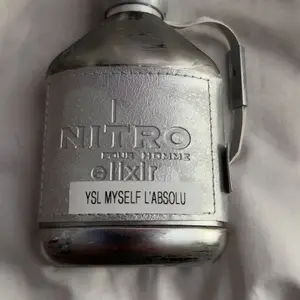 NITRO
POUR HOMME
elixir
YSL MYSELF L'ABSOLU